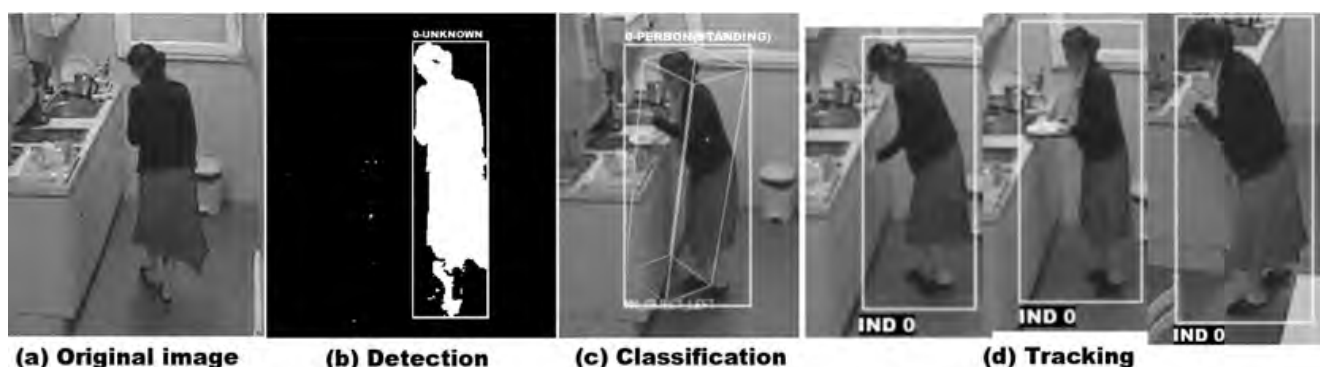 0-UNKNOWN
0-PERSON(STANDING)
IND 0
IND 0
IND 0
(a) Original image
(b) Detection
(c) Classification
(d) Tracking